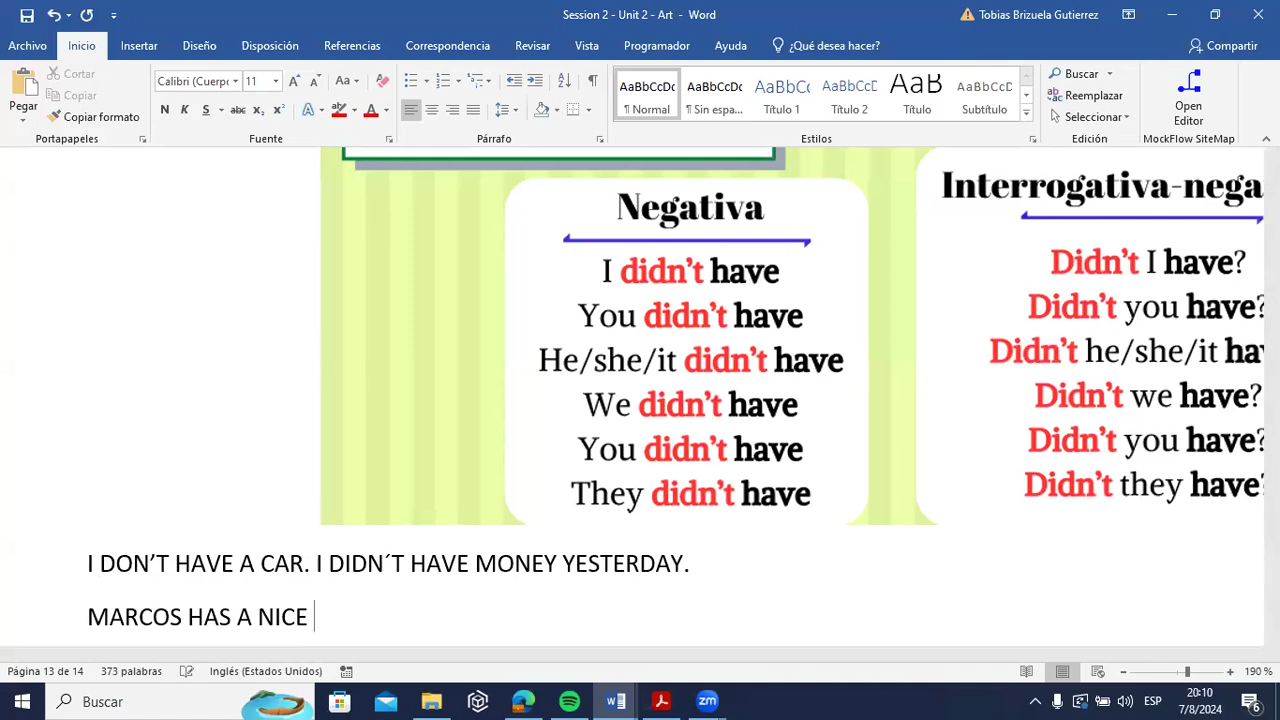 Session 2 - Unit 2 - Art - Word
Tobias Brizuela Gutierrez
Archivo Inicio Insertar Diseño Disposición Referencias Correspondencia Revisar Vista Programador Ayuda ¿Qué desea hacer? Compartir
Pegar
Cortar
Copiar
Copiar formato
Portapapeles
Calibri (Cuerpo 11
Fuente
Párrafo
AaBbCcDc AaBbCcDc AaBbCc AaBbCcD AaB AaBbCcD
¶ Normal ¶ Sin espa... Título 1 Título 2 Título Subtítulo
Estilos
Buscar
Reemplazar
Seleccionar
Edición
Open
Editor
MockFlow SiteMap
Negativa
I didn't have
You didn't have
He/she/it didn't have
We didn't have
You didn't have
They didn't have
Interrogativa-nega
Didn't I have?
Didn't you have?
Didn't he/she/it hav
Didn't we have?
Didn't you have?
Didn't they have?
I DON'T HAVE A CAR. I DIDN´T HAVE MONEY YESTERDAY.
MARCOS HAS A NICE
Página 13 de 14 373 palabras Inglés (Estados Unidos) 190 %
Buscar
ESP
20:10
7/8/2024
6